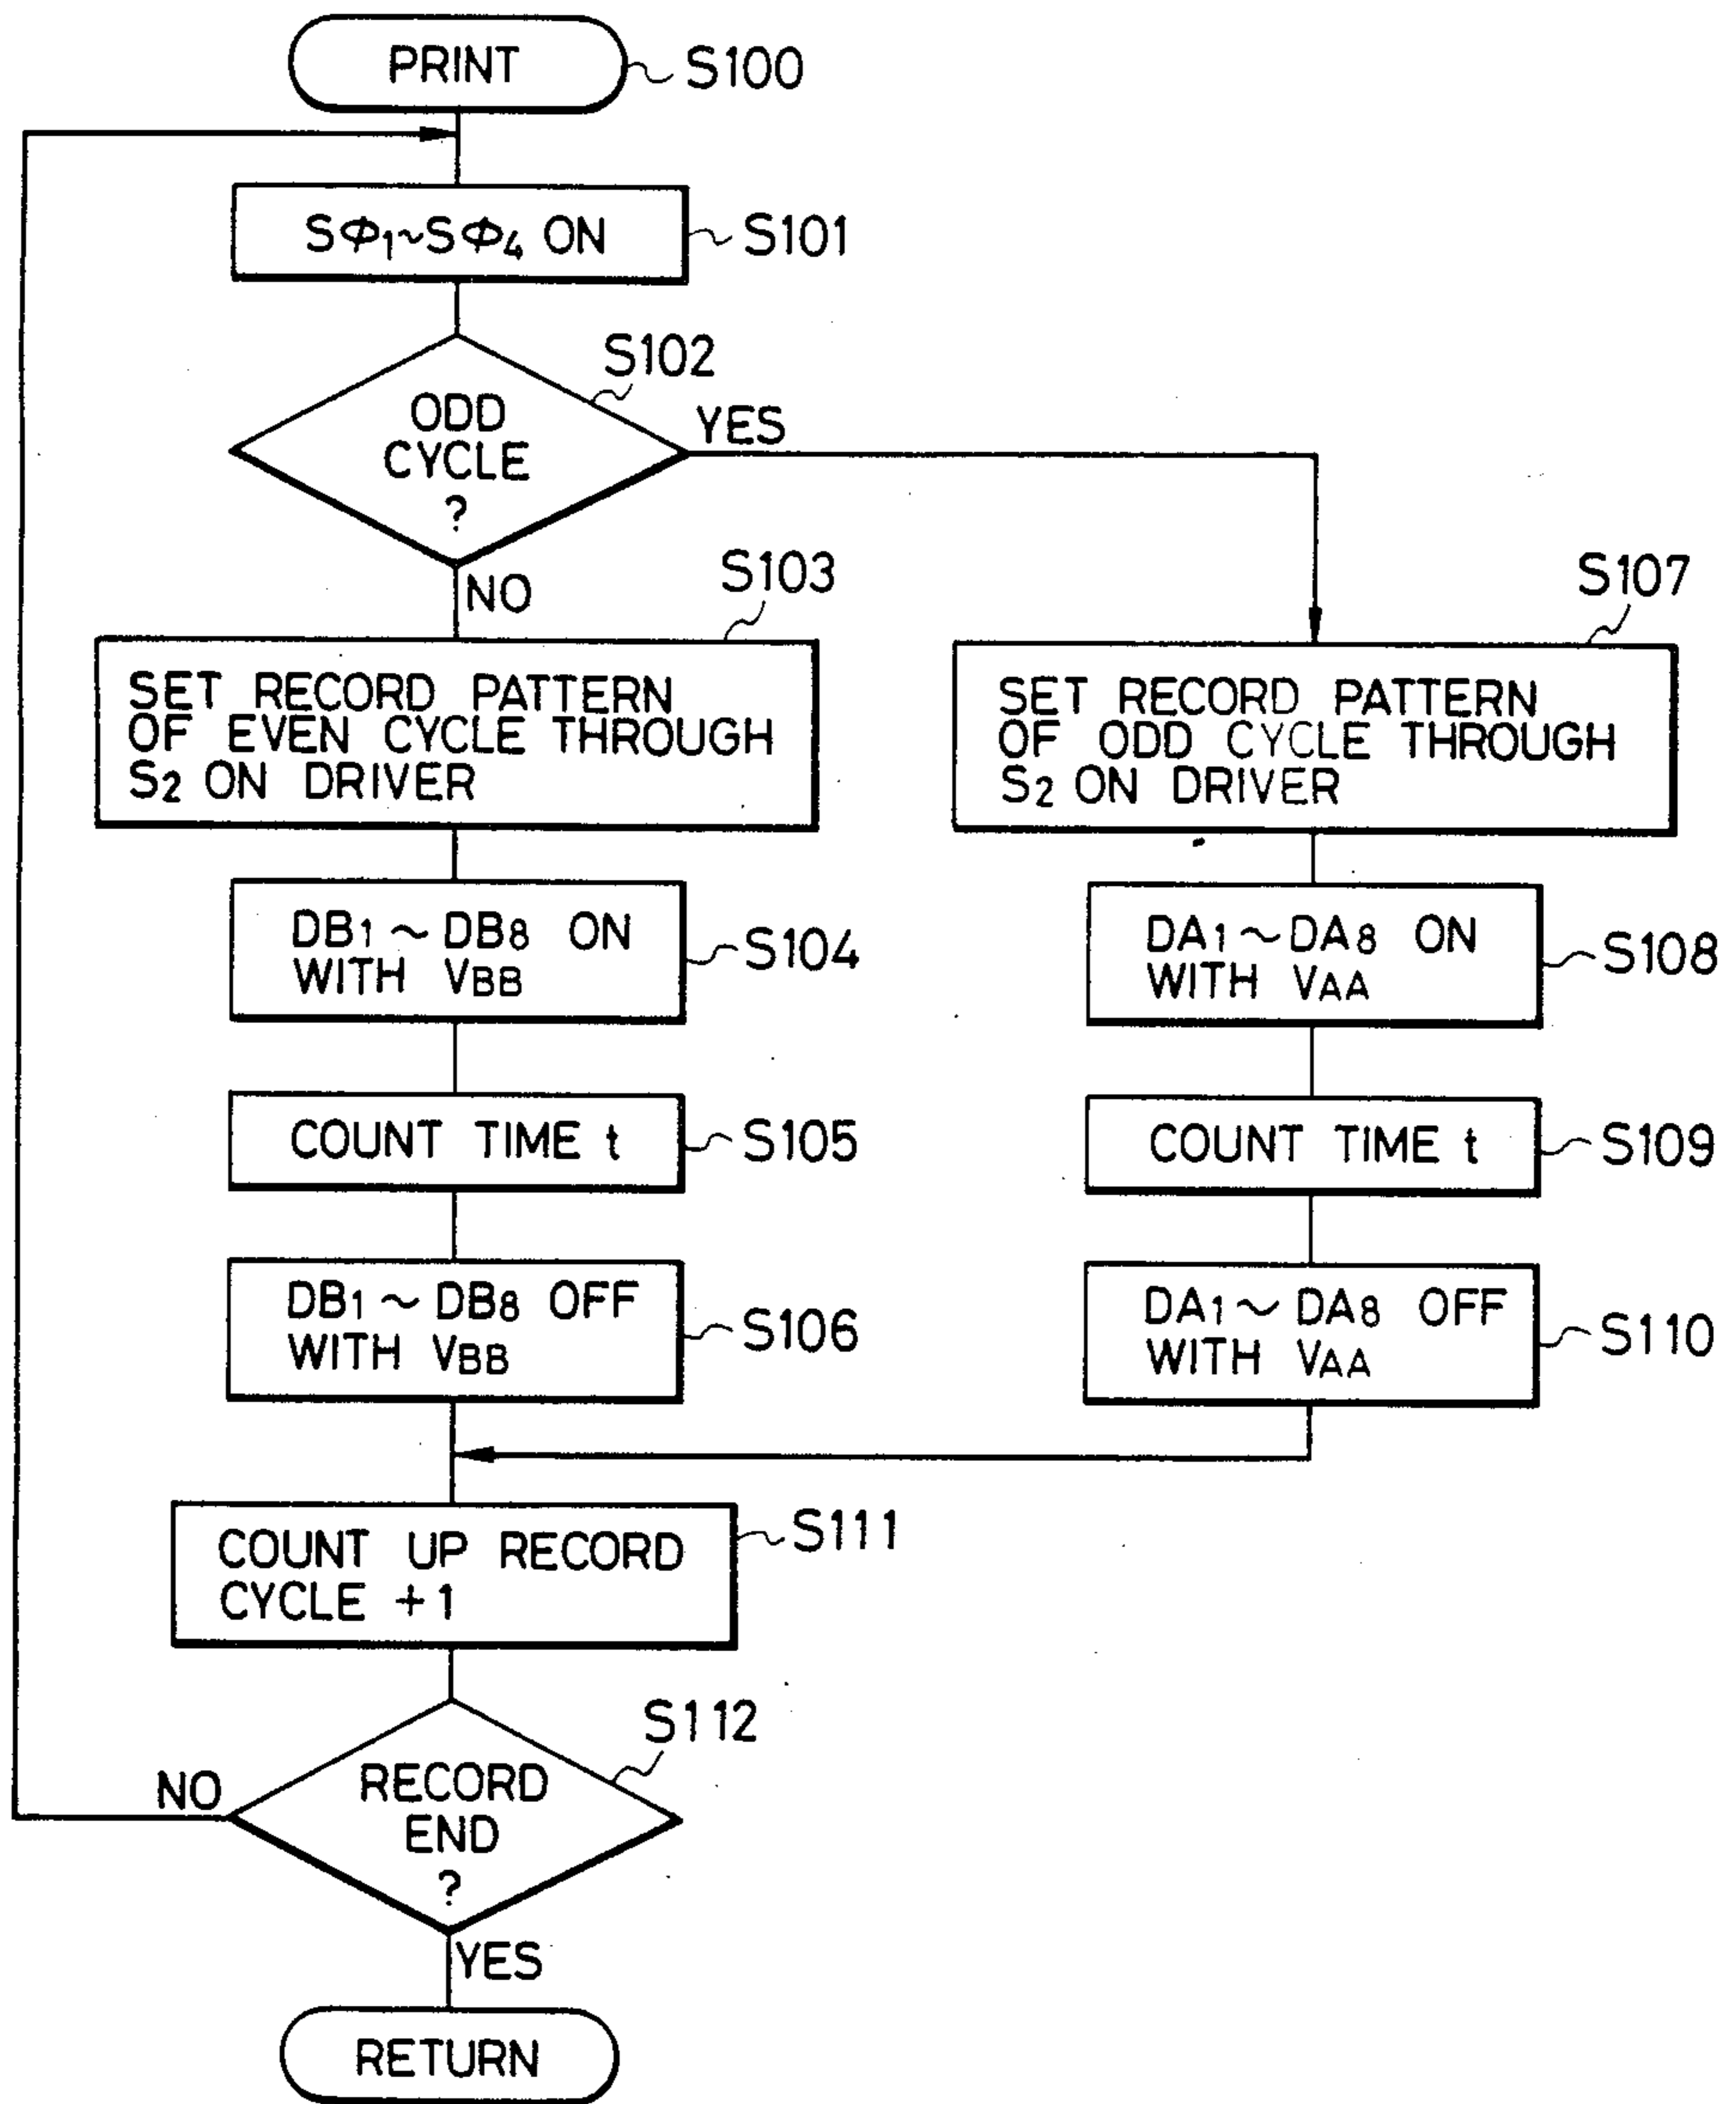 PRINT
S100
SΦ1~SΦ4 ON
S101
S102
ODD
CYCLE
?
YES
NO
S103
SET RECORD PATTERN
OF EVEN CYCLE THROUGH
S2 ON DRIVER
S107
SET RECORD PATTERN
OF ODD CYCLE THROUGH
S2 ON DRIVER
DB1 ~ DB8 ON
WITH VBB
S104
DA1 ~ DA8 ON
WITH VAA
S108
COUNT TIME t
S105
COUNT TIME t
S109
DB1 ~ DB8 OFF
WITH VBB
S106
DA1 ~ DA8 OFF
WITH VAA
S110
COUNT UP RECORD
CYCLE +1
S111
S112
RECORD
END
?
NO
YES
RETURN